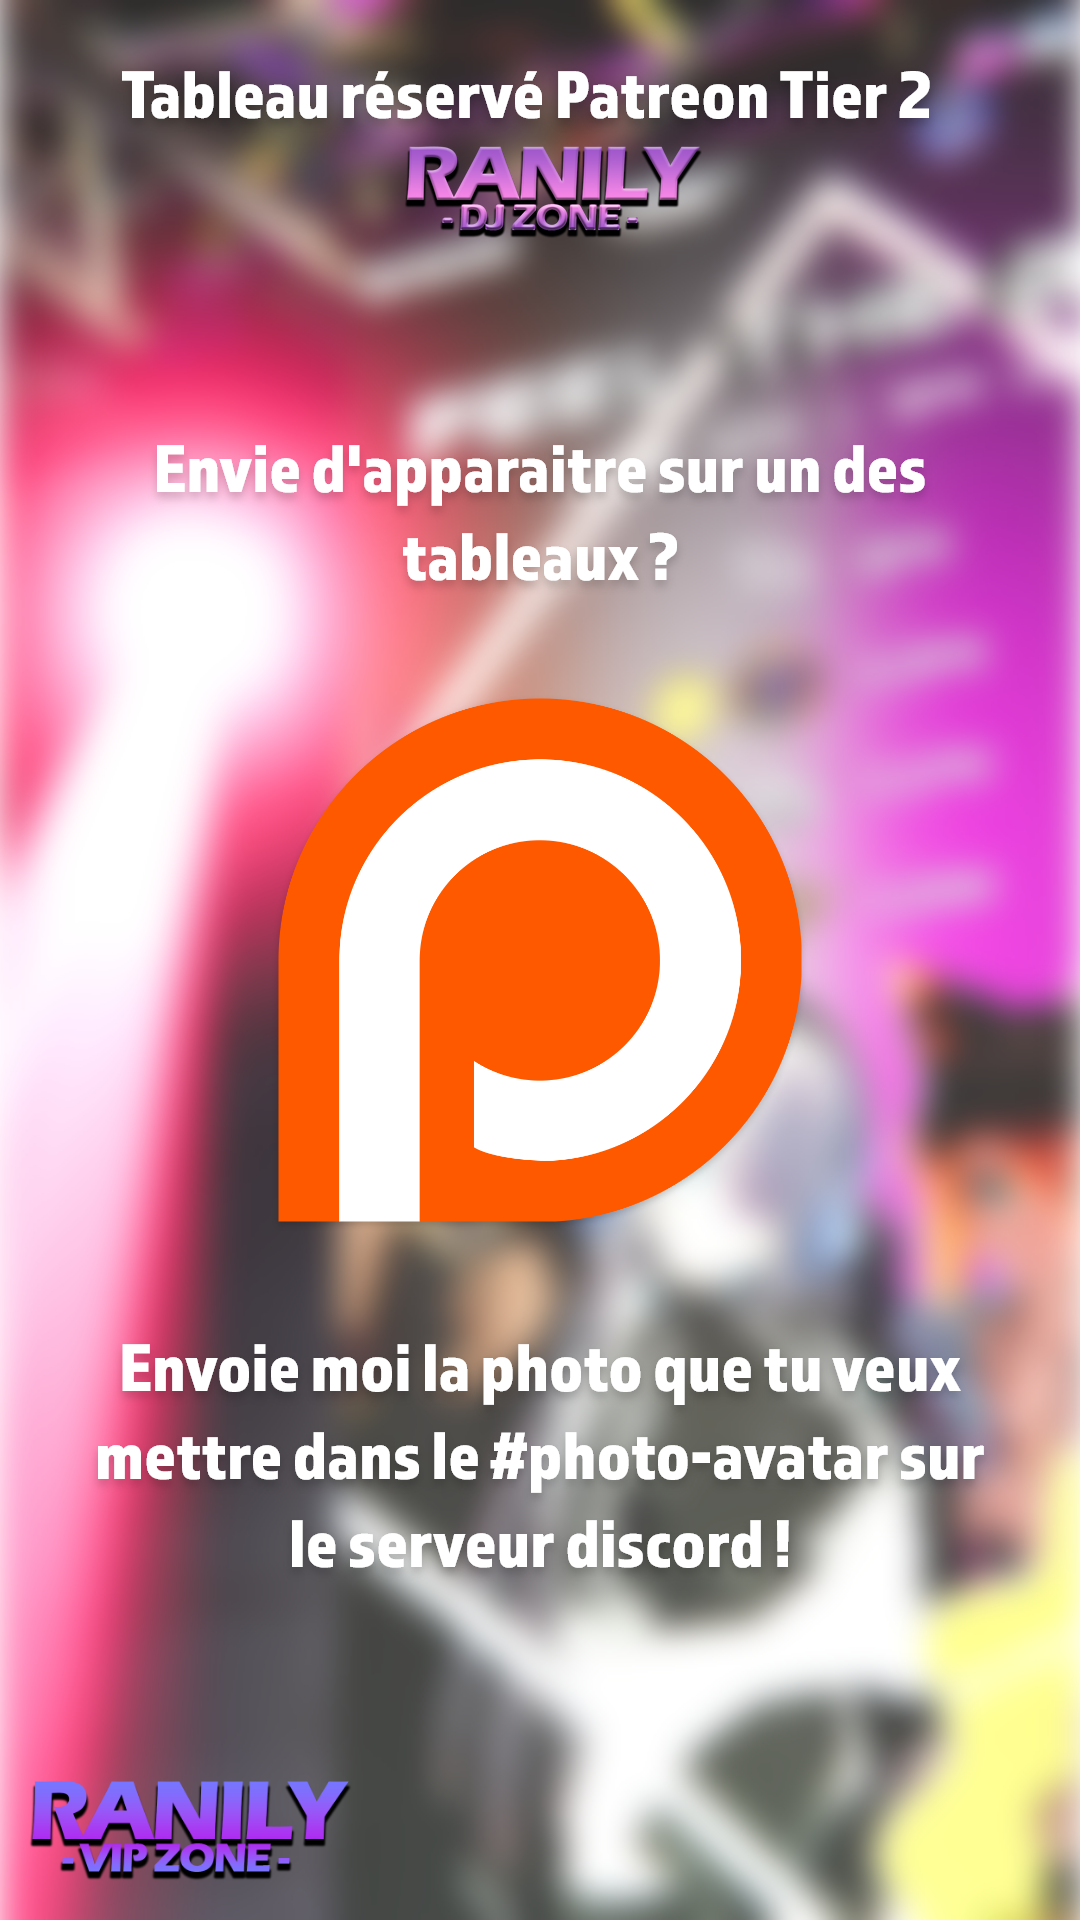 Tableau réservé Patreon Tier 2
RANILY
- DJ ZONE -
Envie d'apparaitre sur un des
tableaux ?
Envoie moi la photo que tu veux
mettre dans le #photo-avatar sur
le serveur discord !
RANILY
- VIP ZONE -